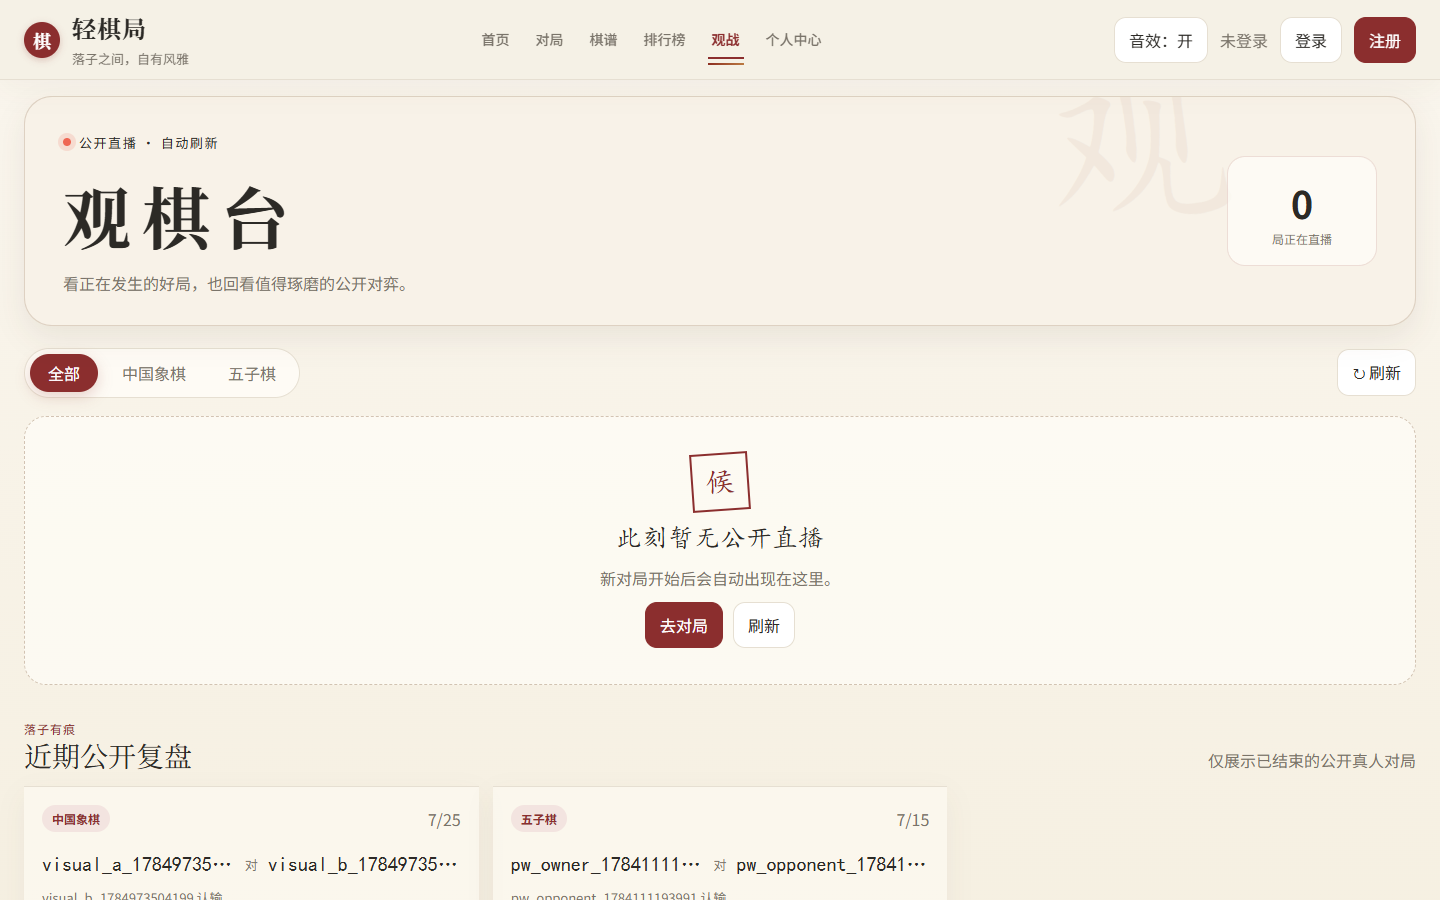 棋
轻棋局
落子之间，自有风雅
首页 对局 棋谱 排行榜 观战 个人中心
音效：开 未登录 登录 注册
公开直播 · 自动刷新
观
观棋台
看正在发生的好局，也回看值得琢磨的公开对弈。
0
局正在直播
全部 中国象棋 五子棋
↻ 刷新
候
此刻暂无公开直播
新对局开始后会自动出现在这里。
去对局 刷新
落子有痕
近期公开复盘
仅展示已结束的公开真人对局
中国象棋 7/25
visual_a_17849735… 对 visual_b_17849735…
visual_b_1784973504199 认输
五子棋 7/15
pw_owner_17841111… 对 pw_opponent_17841…
pw_opponent_1784111193991 认输